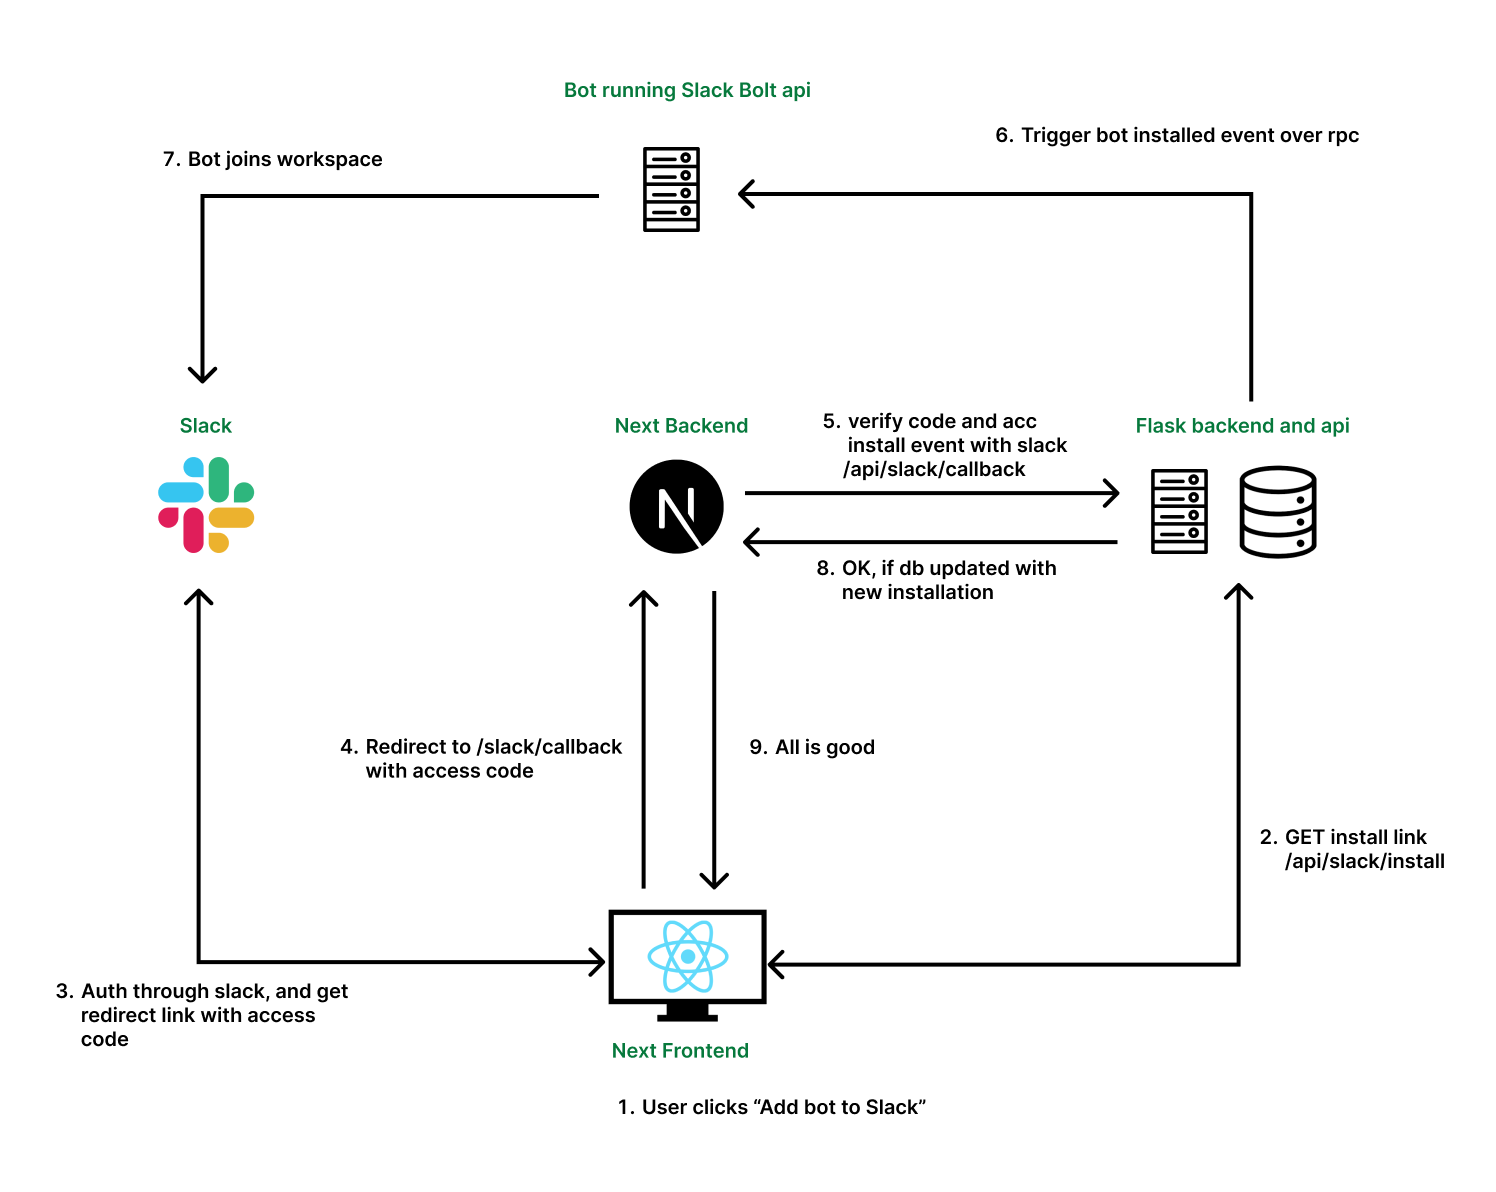 Bot running Slack Bolt api
6. Trigger bot installed event over rpc
7. Bot joins workspace
Slack
Next Backend
5. verify code and acc
install event with slack
/api/slack/callback
Flask backend and api
8. OK, if db updated with
new installation
4. Redirect to /slack/callback
with access code
9. All is good
2. GET install link
/api/slack/install
3. Auth through slack, and get
redirect link with access
code
Next Frontend
1. User clicks “Add bot to Slack”